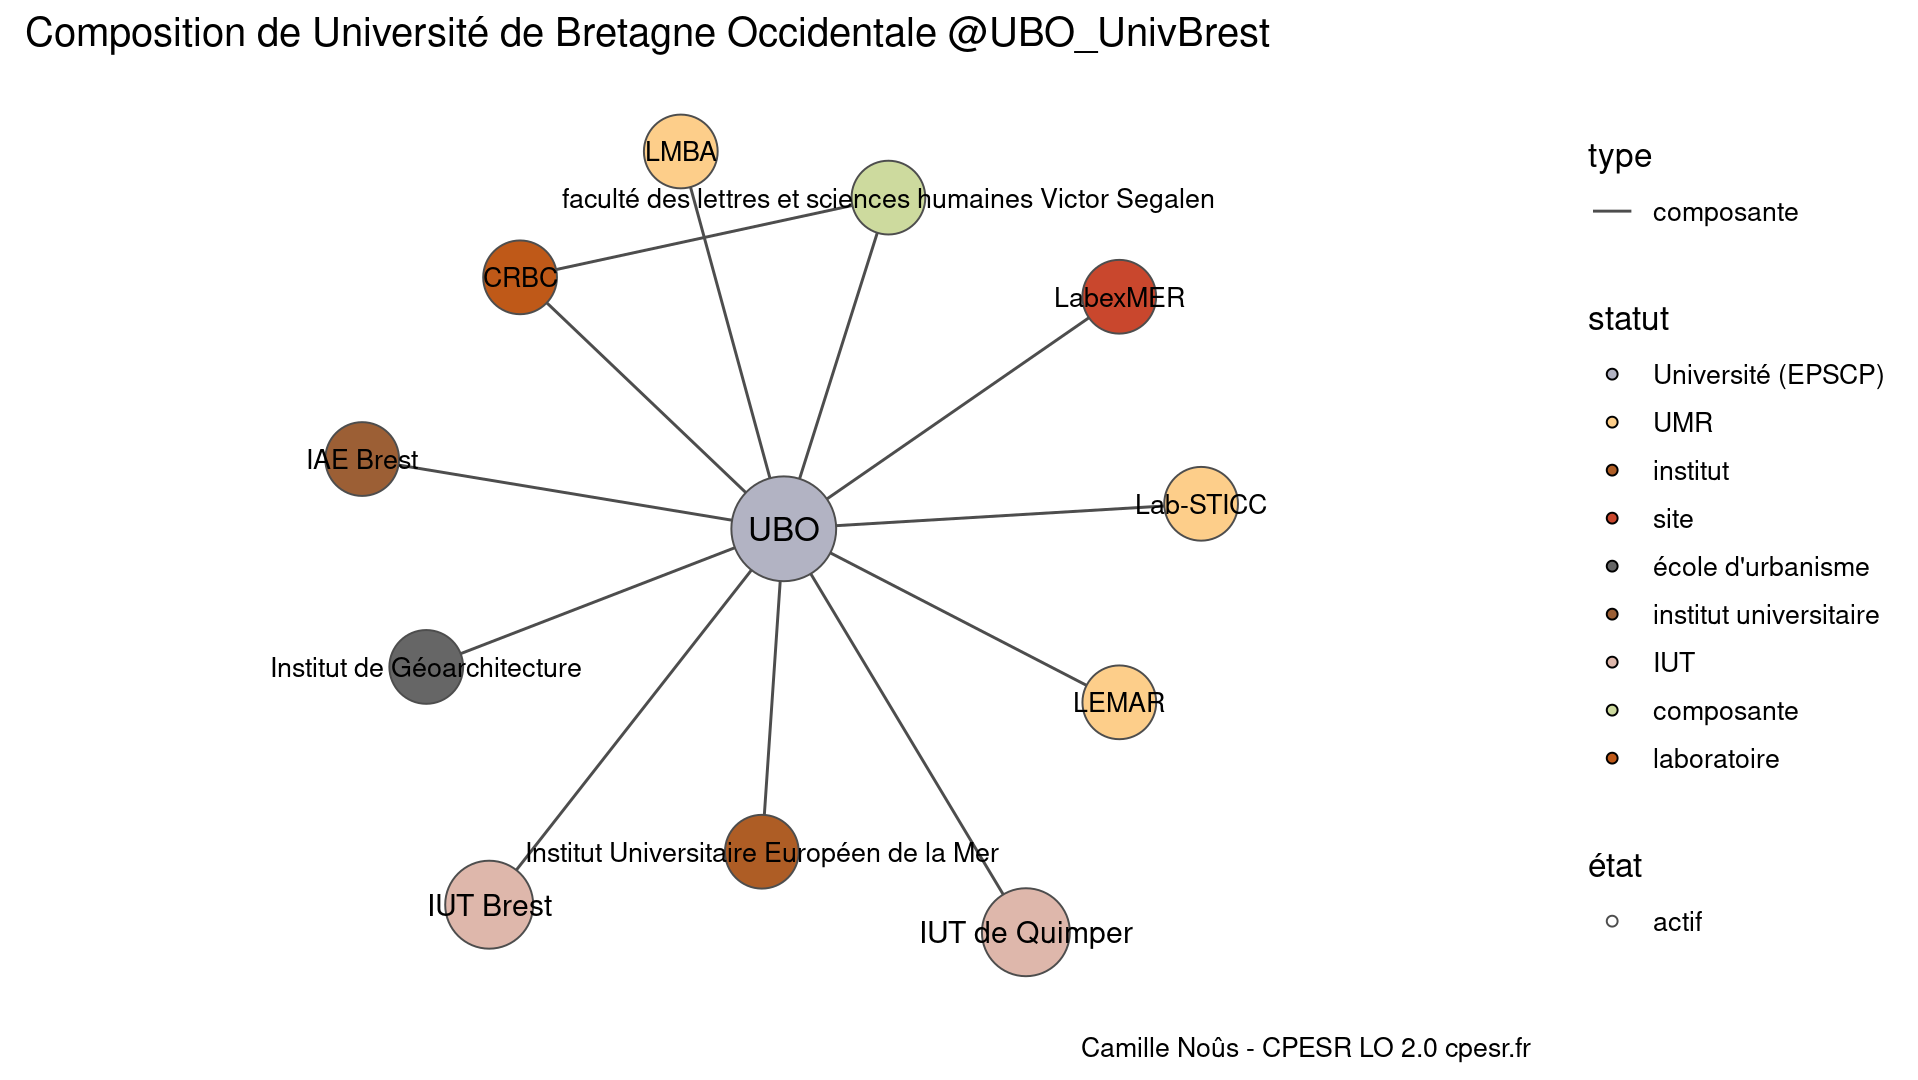 Composition de Université de Bretagne Occidentale @UBO_UnivBrest
LMBA
faculté des lettres et sciences humaines Victor Segalen
CRBC
LabexMER
IAE Brest
Lab-STICC
UBO
Institut de Géoarchitecture
LEMAR
Institut Universitaire Européen de la Mer
IUT Brest
IUT de Quimper
type
composante
statut
Université (EPSCP)
UMR
institut
site
école d'urbanisme
institut universitaire
IUT
composante
laboratoire
état
actif
Camille Noûs - CPESR LO 2.0 cpesr.fr